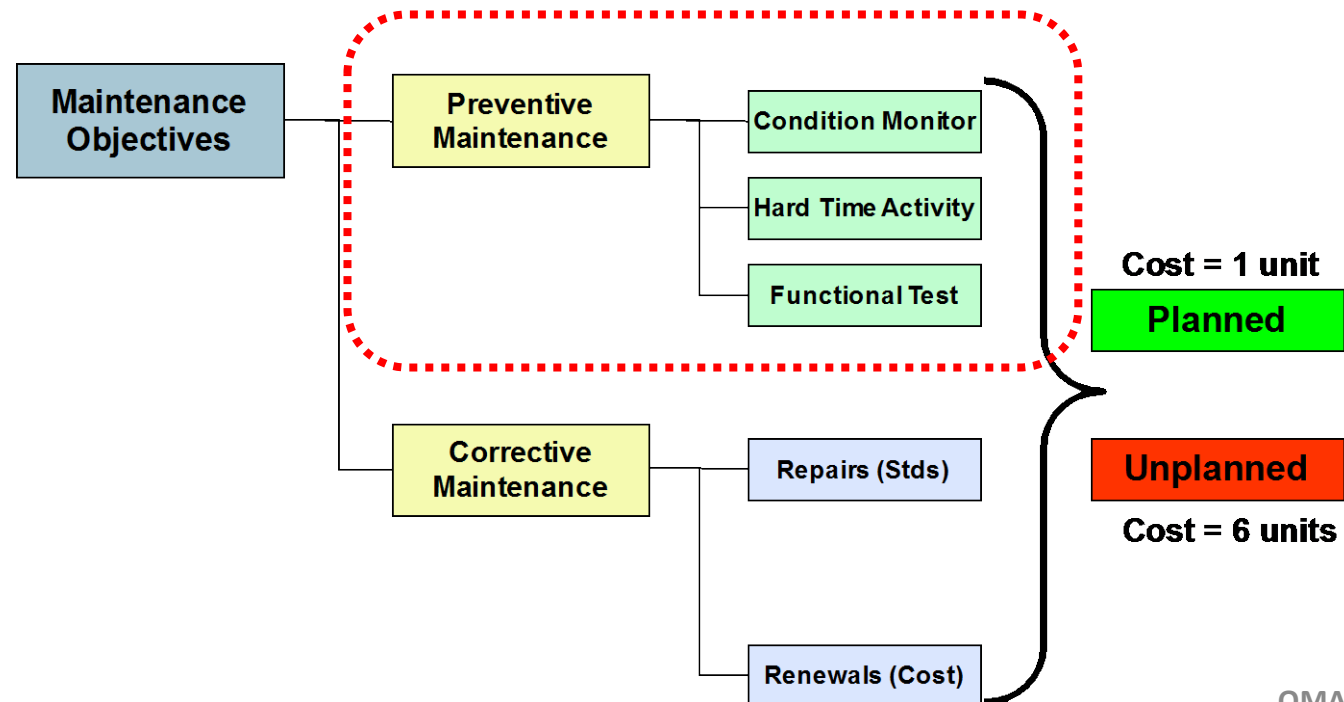 Maintenance
Objectives
Preventive
Maintenance
Condition Monitor
Hard Time Activity
Functional Test
Cost = 1 unit
Planned
Corrective
Maintenance
Repairs (Stds)
Unplanned
Cost = 6 units
Renewals (Cost)